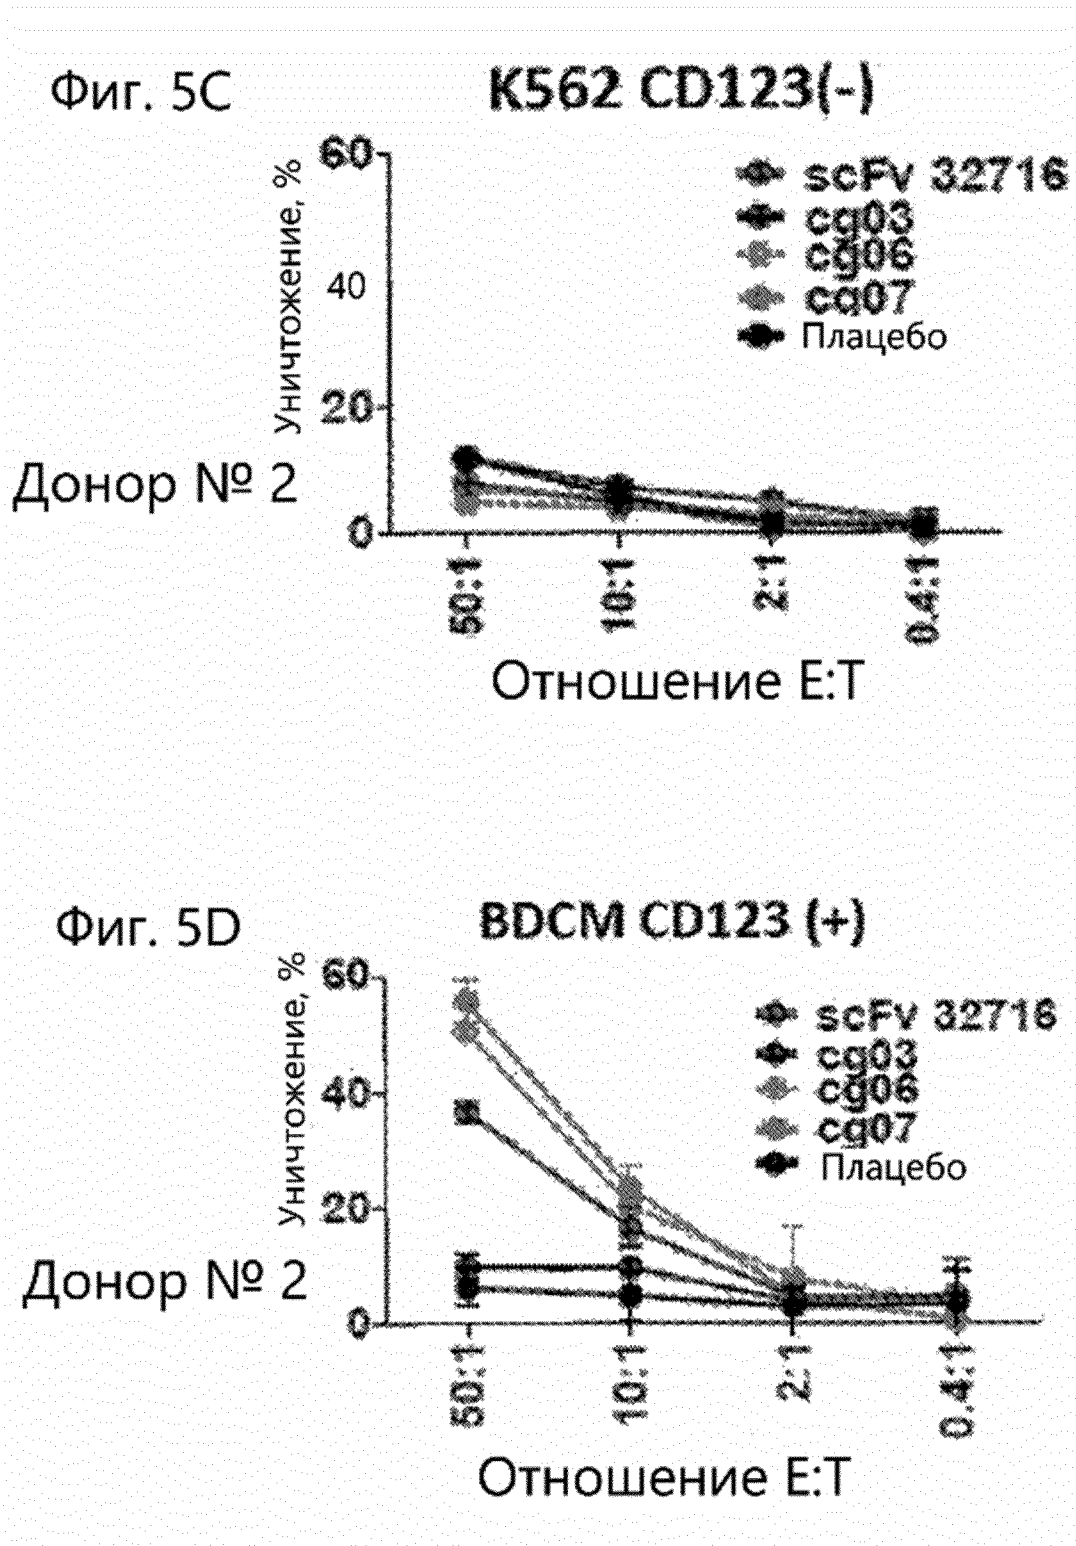 Фиг. 5C
K562 CD123(-)
Уничтожение, %
60
40
20
0
scFv 32716
cg03
cg06
cg07
Плацебо
Донор № 2
50:1
10:1
2:1
0.4:1
Отношение E:T
Фиг. 5D
BDCM CD123 (+)
Уничтожение, %
60
40
20
0
scFv 32716
cg03
cg06
cg07
Плацебо
Донор № 2
50:1
10:1
2:1
0.4:1
Отношение E:T